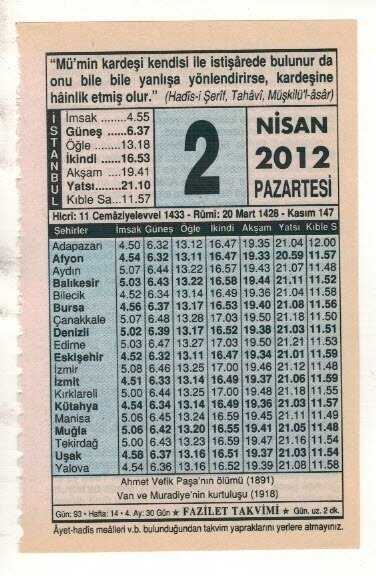 “Mü'min kardeşi kendisi ile istişârede bulunur da
onu bile bile yanlışa yönlendirirse, kardeşine
hâinlik etmiş olur.” (Hadîs-i Şerîf, Tahâvî, Müşkilü'l-âsâr)
İSTANBUL
İmsak .......4.55
Güneş ......6.37
Öğle ........13.18
İkindi ......16.53
Akşam ...19.41
Yatsı.......21.10
Kıble Sa...11.57
2
NİSAN
2012
PAZARTESİ
Hicrî: 11 Cemâziyelevvel 1433 - Rûmî: 20 Mart 1428 - Kasım 147
Şehirler İmsak Güneş Öğle İkindi Akşam Yatsı Kıble S
Adapazarı 4.50 6.32 13.12 16.47 19.35 21.04 12.00
Afyon 4.54 6.32 13.11 16.47 19.33 20.59 11.57
Aydın 5.07 6.44 13.22 16.57 19.43 21.07 11.48
Balıkesir 5.03 6.43 13.22 16.58 19.44 21.11 11.52
Bilecik 4.52 6.34 13.14 16.49 19.36 21.04 11.58
Bursa 4.56 6.37 13.17 16.53 19.40 21.08 11.56
Çanakkale 5.07 6.48 13.28 17.03 19.50 21.18 11.50
Denizli 5.02 6.39 13.17 16.52 19.38 21.03 11.51
Edirne 5.03 6.47 13.27 17.03 19.50 21.21 11.53
Eskişehir 4.52 6.32 13.11 16.47 19.34 21.01 11.59
İzmir 5.08 6.46 13.25 17.00 19.46 21.12 11.48
İzmit 4.51 6.33 13.14 16.49 19.37 21.06 11.59
Kırklareli 5.00 6.44 13.25 17.00 19.48 21.18 11.55
Kütahya 4.54 6.34 13.14 16.49 19.36 21.03 11.57
Manisa 5.06 6.45 13.24 16.59 19.45 21.11 11.49
Muğla 5.06 6.42 13.20 16.55 19.41 21.05 11.48
Tekirdağ 5.00 6.43 13.23 16.59 19.47 21.16 11.54
Uşak 4.58 6.37 13.16 16.51 19.37 21.03 11.54
Yalova 4.54 6.36 13.16 16.52 19.39 21.08 11.58
Ahmet Vefik Paşa'nın ölümü (1891)
Van ve Muradiye'nin kurtuluşu (1918)
Gün: 93 • Hafta: 14 • 4. Ay: 30 Gün ★ FAZİLET TAKVİMİ ★ Gün. uz. 2 dk.
Âyet-hadîs meâlleri v.b. bulunduğundan takvim yapraklarını yerlere atmayınız.